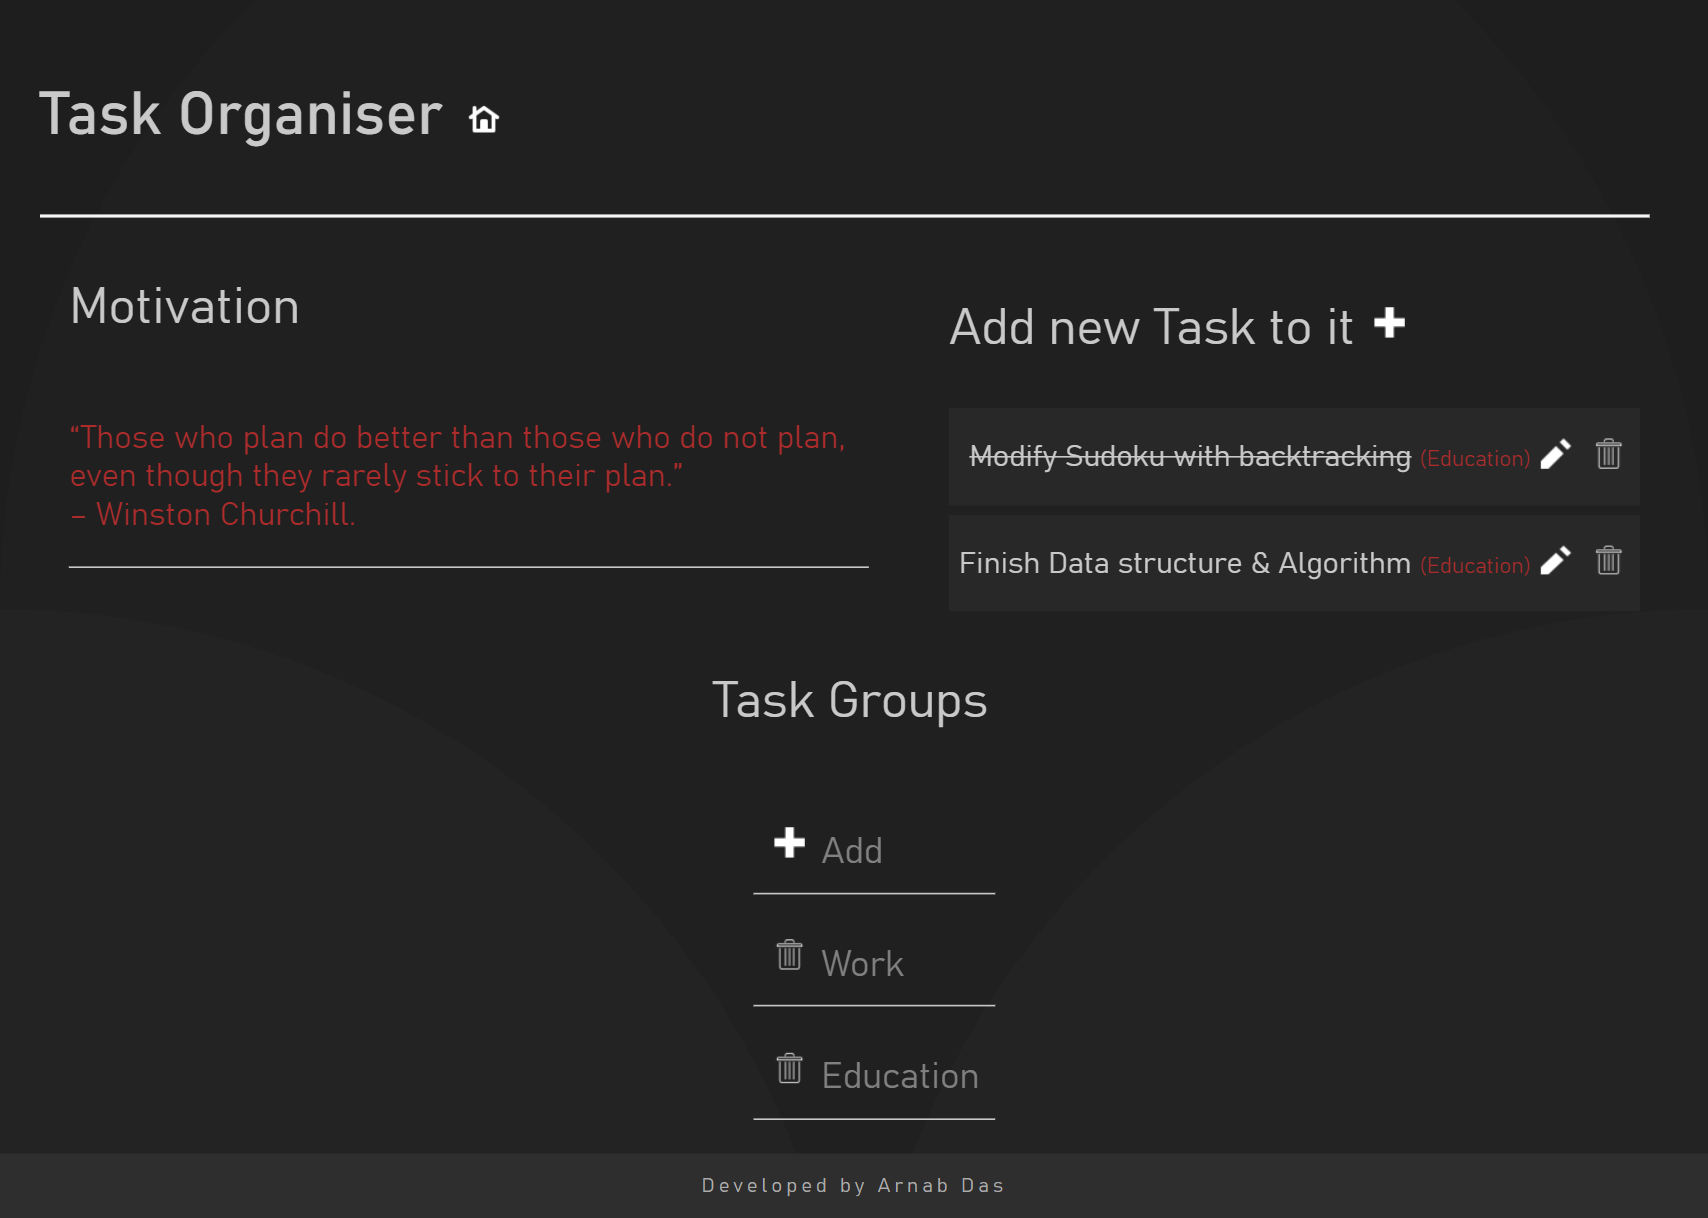 Task Organiser
Motivation
“Those who plan do better than those who do not plan,
even though they rarely stick to their plan.”
– Winston Churchill.
Add new Task to it
Modify Sudoku with backtracking (Education)
Finish Data structure & Algorithm (Education)
Task Groups
Add
Work
Education
Developed by Arnab Das